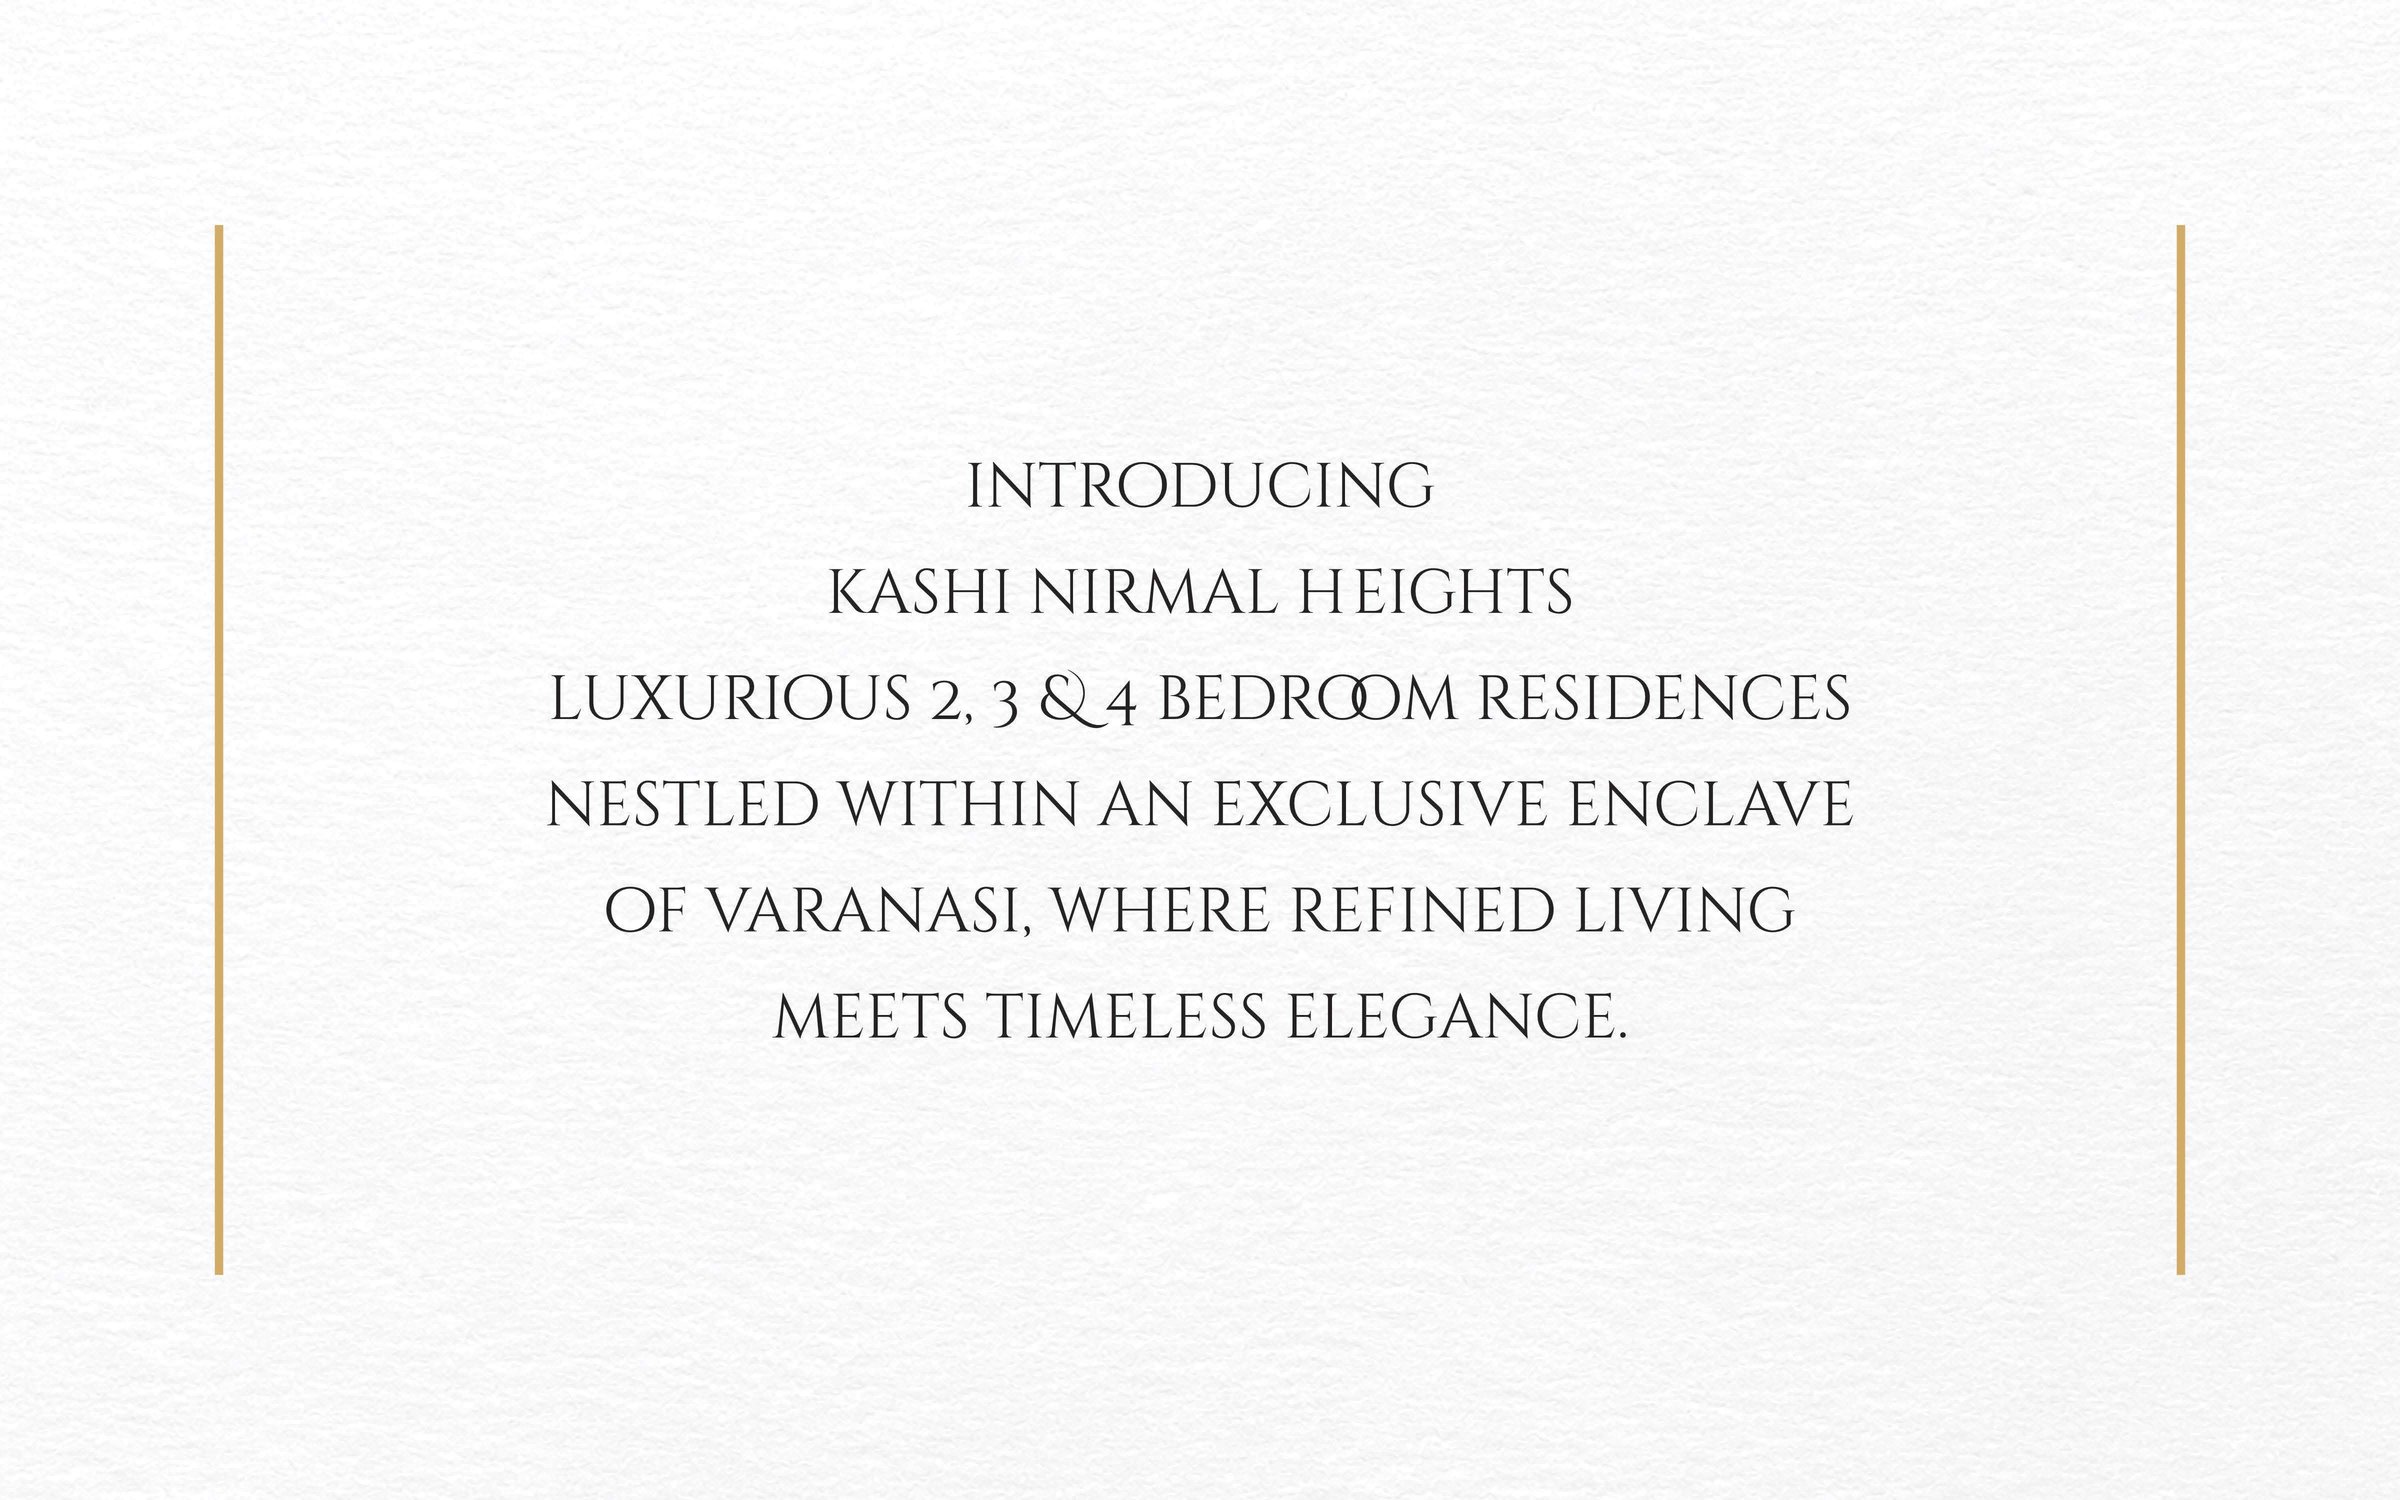 INTRODUCING
KASHI NIRMAL HEIGHTS
LUXURIOUS 2, 3 & 4 BEDROOM RESIDENCES
NESTLED WITHIN AN EXCLUSIVE ENCLAVE
OF VARANASI, WHERE REFINED LIVING
MEETS TIMELESS ELEGANCE.